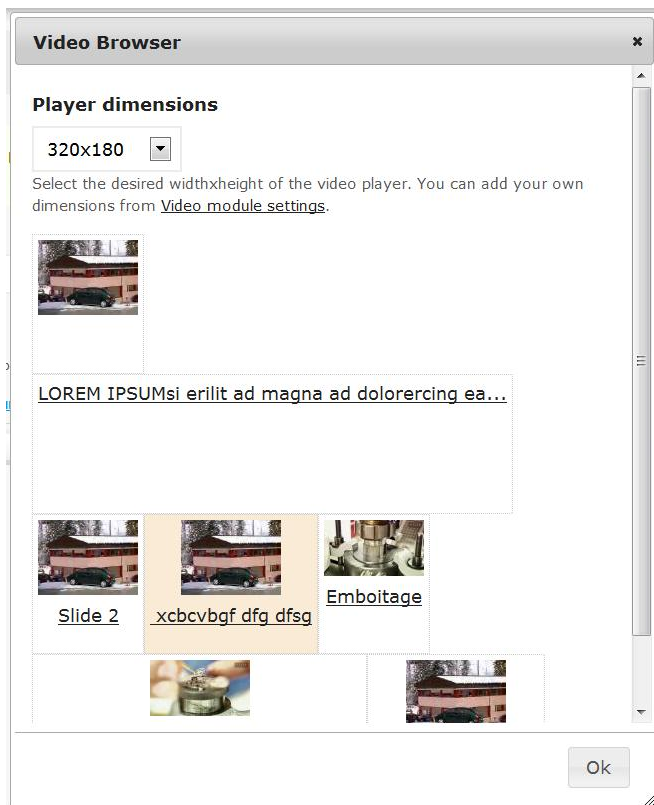 Video Browser
Player dimensions
320x180
Select the desired widthxheight of the video player. You can add your own
dimensions from Video module settings.
LOREM IPSUMsi erilit ad magna ad dolorercing ea...
Slide 2
xcbcvbgf dfg dfsg
Emboitage
Ok